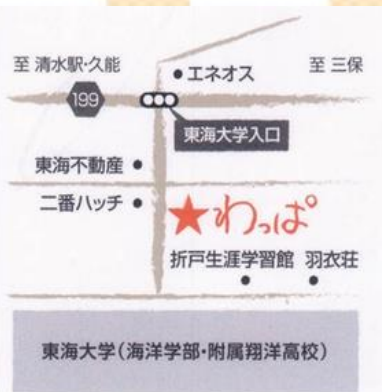 至 清水駅・久能
エネオス
至 三保
199
東海大学入口
東海不動産
二番ハッチ
★わっぱ
折戸生涯学習館
羽衣荘
東海大学(海洋学部・附属翔洋高校)